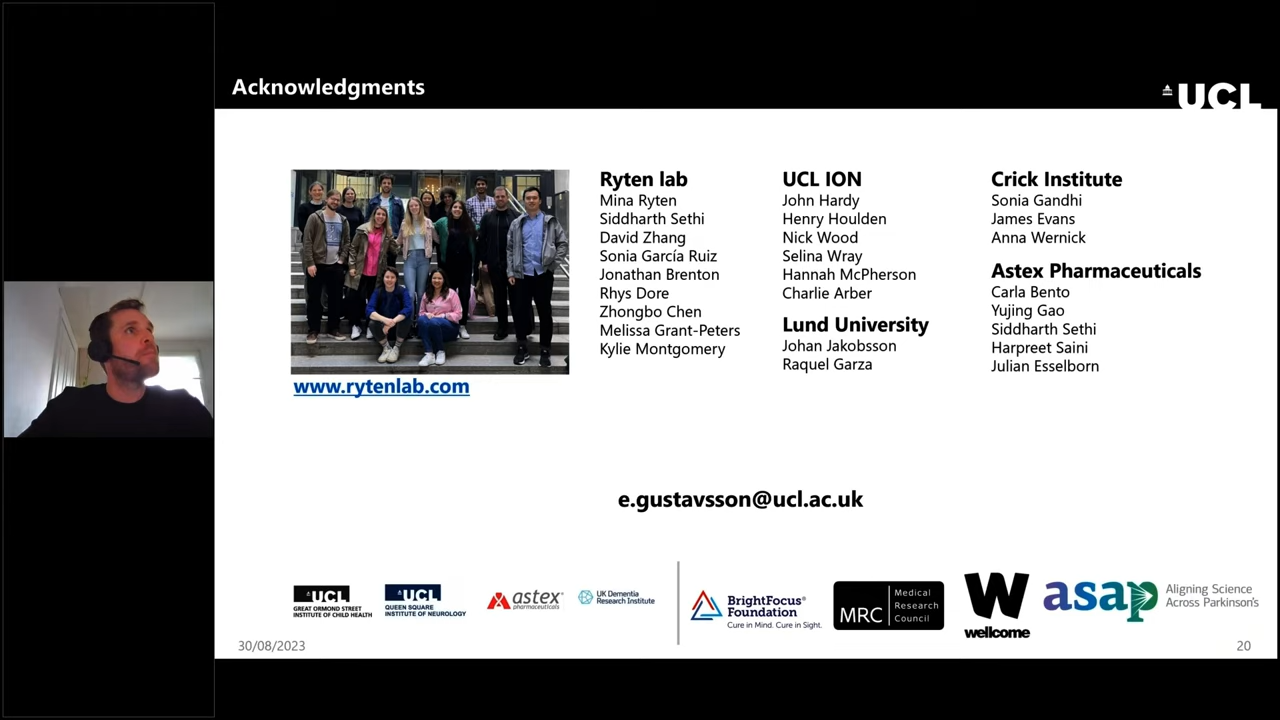 Acknowledgments
UCL
Ryten lab
Mina Ryten
Siddharth Sethi
David Zhang
Sonia García Ruiz
Jonathan Brenton
Rhys Dore
Zhongbo Chen
Melissa Grant-Peters
Kylie Montgomery
UCL ION
John Hardy
Henry Houlden
Nick Wood
Selina Wray
Hannah McPherson
Charlie Arber
Lund University
Johan Jakobsson
Raquel Garza
Crick Institute
Sonia Gandhi
James Evans
Anna Wernick
Astex Pharmaceuticals
Carla Bento
Yujing Gao
Siddharth Sethi
Harpreet Saini
Julian Esselborn
www.rytenlab.com
e.gustavsson@ucl.ac.uk
UCL
GREAT ORMOND STREET
INSTITUTE OF CHILD HEALTH
UCL
QUEEN SQUARE
INSTITUTE OF NEUROLOGY
astex
pharmaceuticals
UK Dementia
Research Institute
BrightFocus®
Foundation
Cure in Mind. Cure in Sight.
MRC
Medical
Research
Council
W
wellcome
asap
Aligning Science
Across Parkinson's
30/08/2023
20